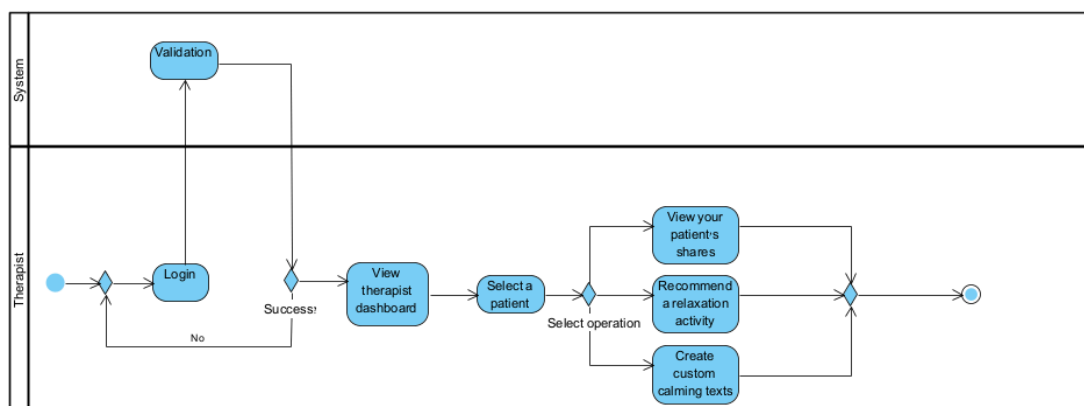 System
Validation
Therapist
Login
Success?
No
View
therapist
dashboard
Select a
patient
Select operation
View your
patient's
shares
Recommend
a relaxation
activity
Create
custom
calming texts